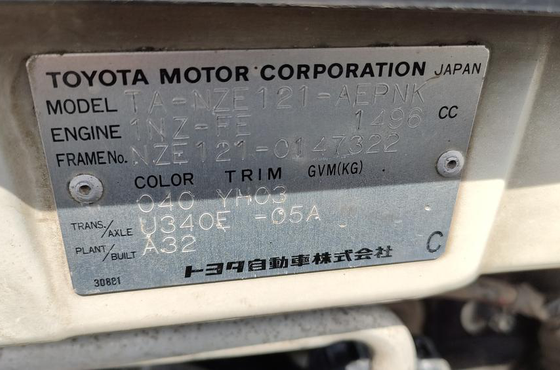 TOYOTA MOTOR CORPORATION JAPAN
MODEL TA-NZE121-AEPNK
ENGINE 1NZ-FE 1496 CC
FRAME No. NZE121-0147322
COLOR TRIM GVM(KG)
040 YH03
TRANS./AXLE U340E -05A
PLANT/BUILT A32
C
トヨタ自動車株式会社
30881